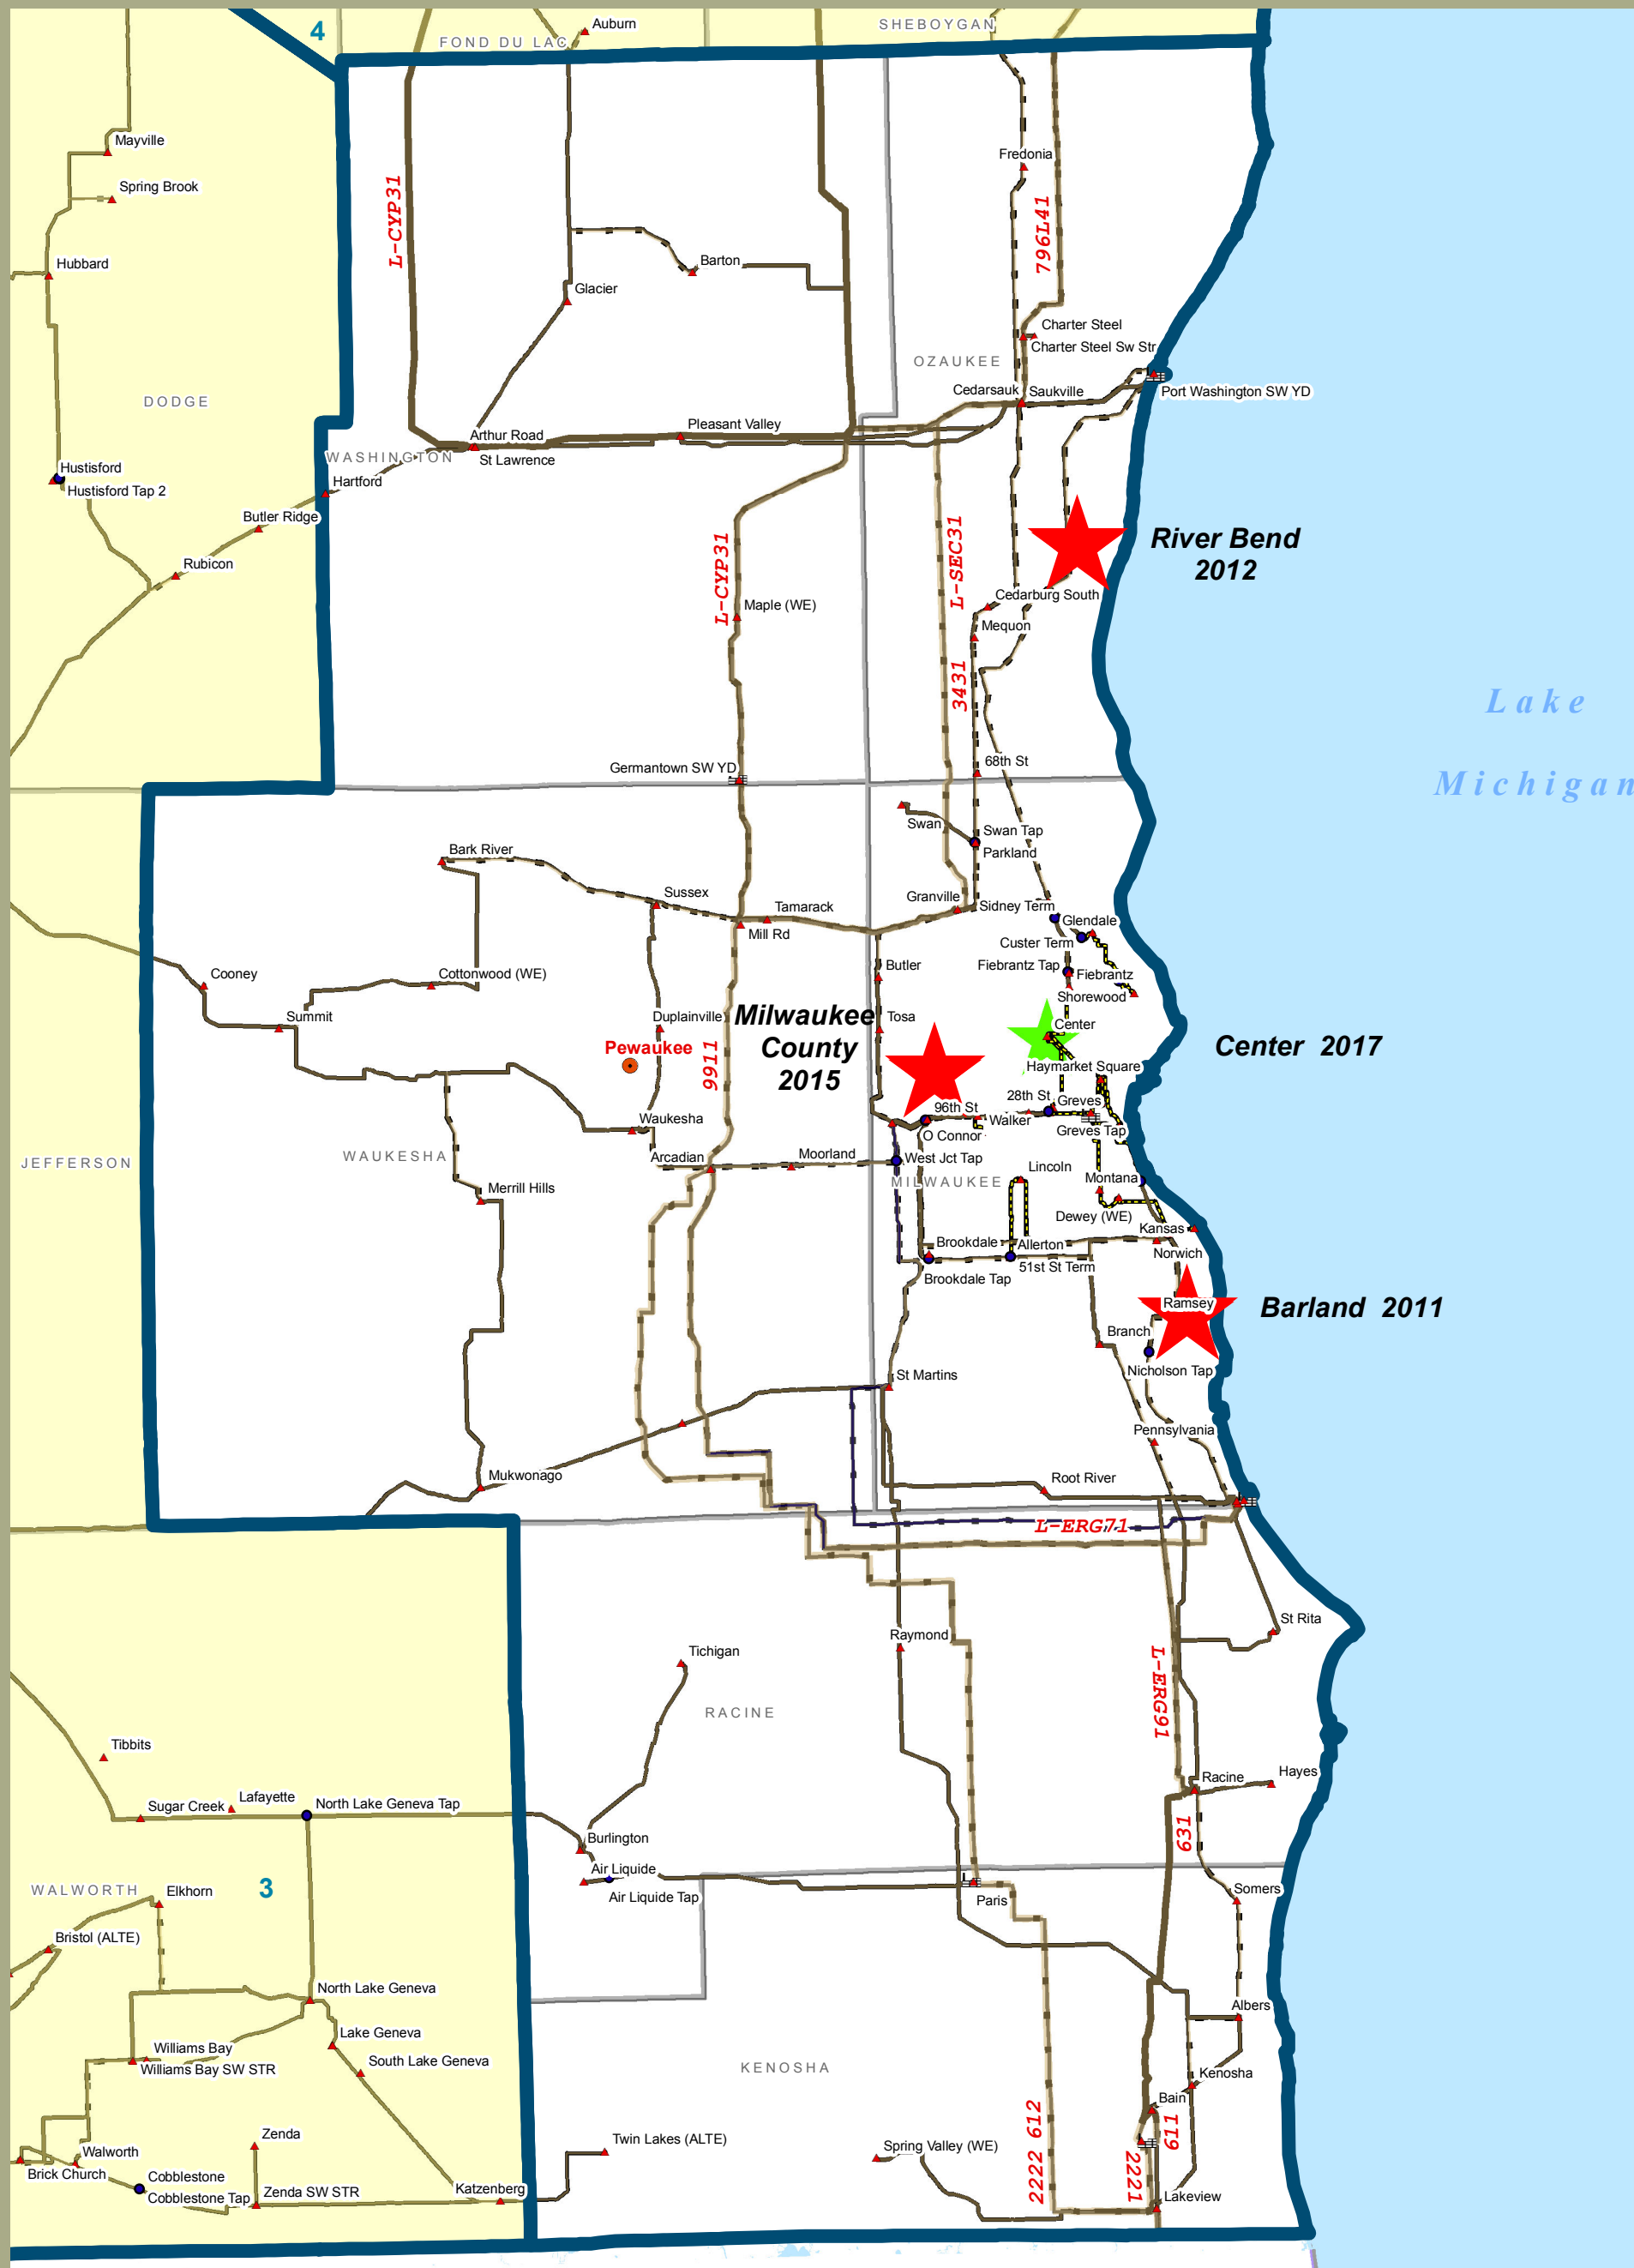 4
FOND DU LAC
Auburn
SHEBOYGAN
Mayville
Spring Brook
Fredonia
L-CYP31
796L41
Hubbard
Barton
Glacier
Charter Steel
Charter Steel Sw Str
OZAUKEE
DODGE
Cedarsauk
Saukville
Port Washington SW YD
Pleasant Valley
Arthur Road
WASHINGTON
St Lawrence
Hustisford
Hustisford Tap 2
Hartford
Butler Ridge
Rubicon
River Bend
2012
L-CYP31
L-SEC31
Cedarburg South
Maple (WE)
Mequon
3431
Lake
Michigan
Germantown SW YD
68th St
Swan
Swan Tap
Parkland
Bark River
Sussex
Tamarack
Mill Rd
Granville
Sidney Term
Glendale
Custer Term
Fiebrantz Tap
Fiebrantz
Shorewood
Cooney
Cottonwood (WE)
Butler
Summit
Duplainville
Milwaukee
County
2015
Tosa
Center
Center 2017
Pewaukee
9911
Haymarket Square
28th St
Greves
Greves Tap
96th St
Walker
O Connor
Waukesha
WAUKESHA
JEFFERSON
Arcadian
Moorland
West Jct Tap
MILWAUKEE
Lincoln
Montana
Dewey (WE)
Merrill Hills
Kansas
Norwich
Brookdale
Allerton
51st St Term
Brookdale Tap
Ramsey
Barland 2011
Branch
Nicholson Tap
St Martins
Pennsylvania
Mukwonago
Root River
L-ERG71
St Rita
Raymond
Tichigan
L-ERG91
RACINE
Tibbits
Racine
Hayes
Lafayette
Sugar Creek
North Lake Geneva Tap
631
Burlington
Air Liquide
Air Liquide Tap
WALWORTH
3
Elkhorn
Paris
Somers
Bristol (ALTE)
North Lake Geneva
Albers
Lake Geneva
Williams Bay
Williams Bay SW STR
South Lake Geneva
KENOSHA
Kenosha
Bain
2222 612
611
2221
Zenda
Walworth
Brick Church
Twin Lakes (ALTE)
Spring Valley (WE)
Cobblestone
Cobblestone Tap
Zenda SW STR
Katzenberg
Lakeview